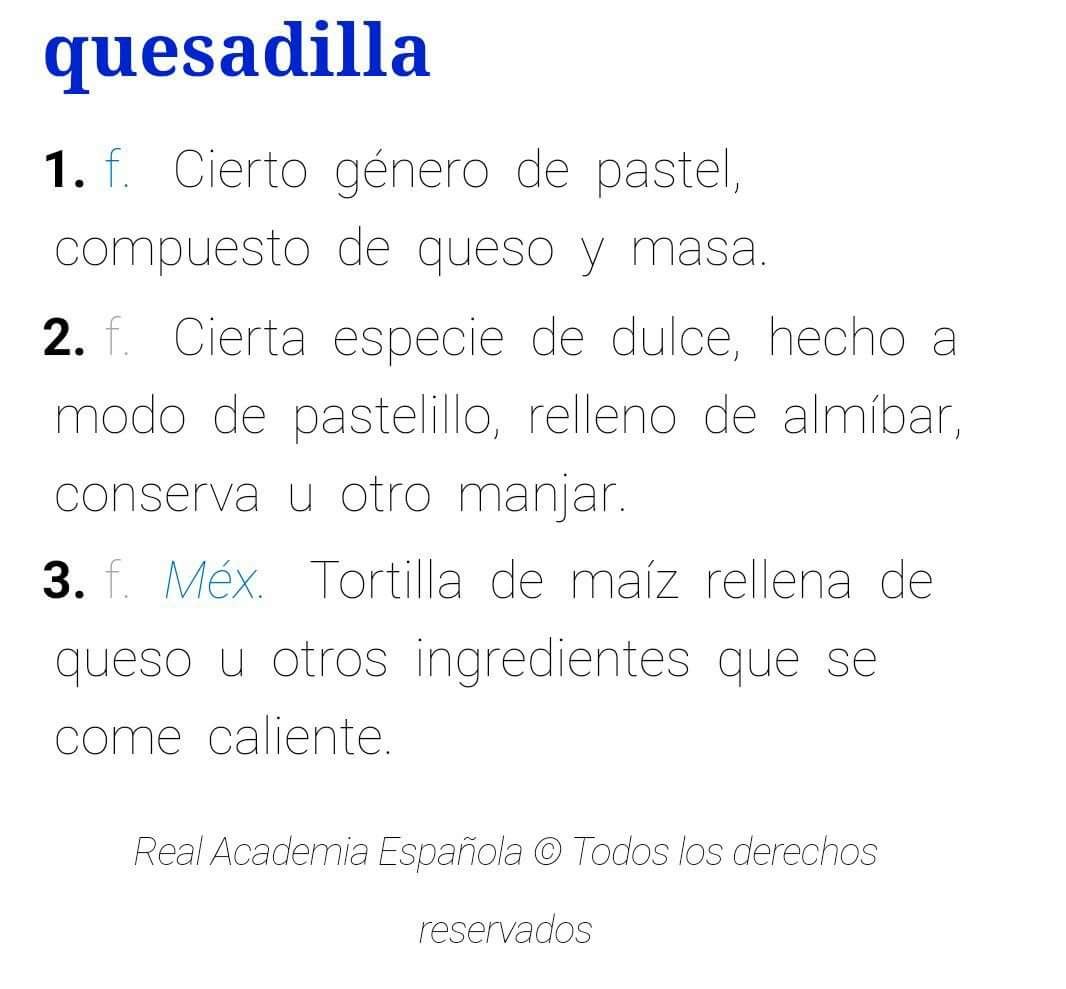 quesadilla
1. f. Cierto género de pastel,
compuesto de queso y masa.
2. f. Cierta especie de dulce, hecho a
modo de pastelillo, relleno de almíbar,
conserva u otro manjar.
3. f. Méx. Tortilla de maíz rellena de
queso u otros ingredientes que se
come caliente.
Real Academia Española © Todos los derechos
reservados